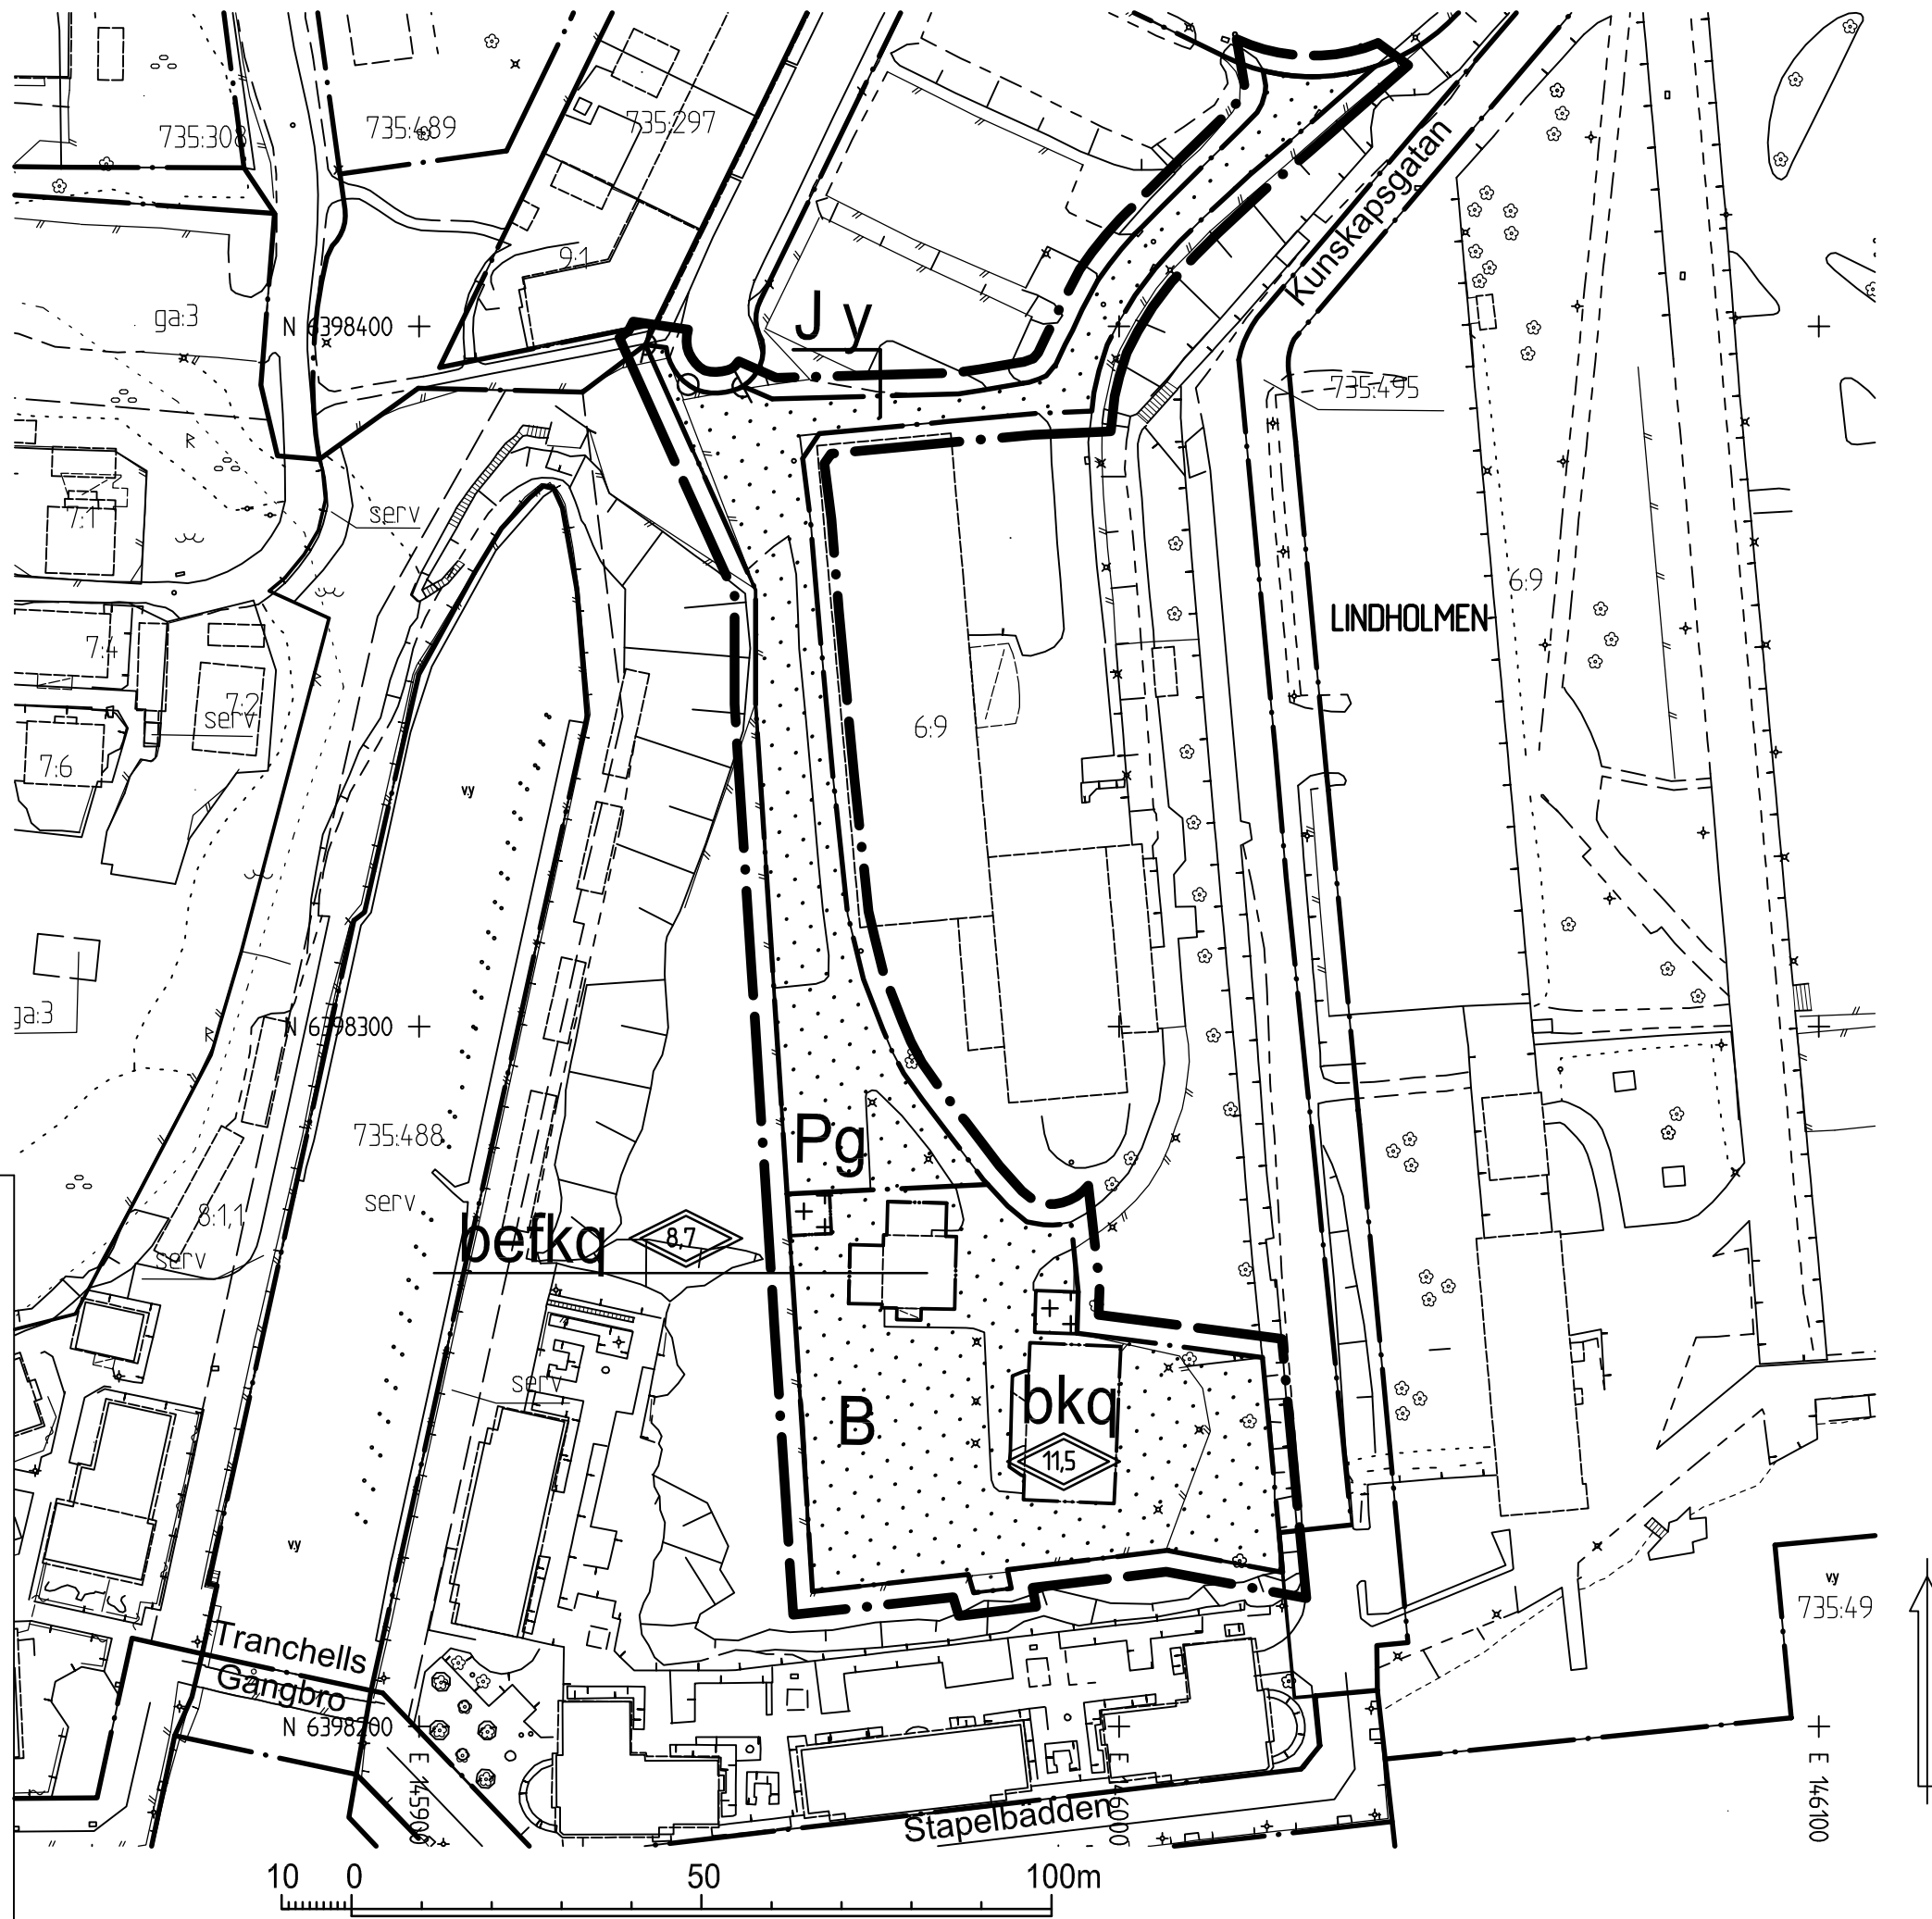 735:308
735:489
735:297
Kunskapsgatan
9:1
ga:3
N 6398400
J y
735:495
7:1
serv
6:9
LINDHOLMEN
7:4
7:2
serv
6:9
7:6
vy
ga:3
N 6398300
735:488
Pg
serv
8:1,1
befkq
8,7
serv
serv
B
bkq
11,5
vy
vy
735:49
Tranchells
Gangbro
N 6398200
E 145900
E 146000
E 146100
Stapelbädden
10 0 50 100m